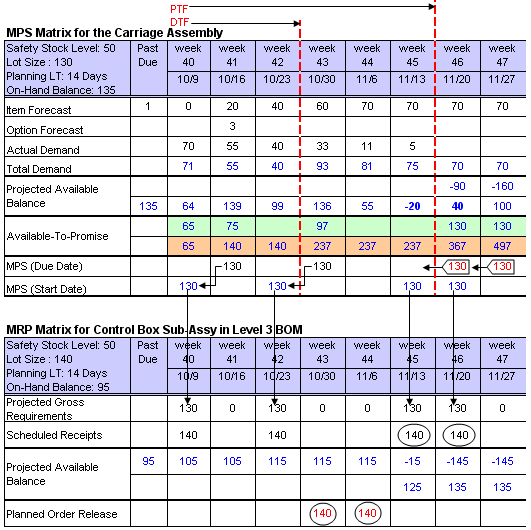 PTF
DTF
MPS Matrix for the Carriage Assembly
Safety Stock Level: 50 Past week week week week week week week week
Lot Size : 130 Due 40 41 42 43 44 45 46 47
Planning LT: 14 Days
On-Hand Balance: 135 10/9 10/16 10/23 10/30 11/6 11/13 11/20 11/27
Item Forecast 1 0 20 40 60 70 70 70 70
Option Forecast 3
Actual Demand 70 55 40 33 11 5
Total Demand 71 55 40 93 81 75 70 70
Projected Available -90 -160
Balance 135 64 139 99 136 55 -20 40 100
Available-To-Promise 65 75 97 130 130
65 140 140 237 237 237 367 497
MPS (Due Date) 130 130 130 130
MPS (Start Date) 130 130 130 130
MRP Matrix for Control Box Sub-Assy in Level 3 BOM
Safety Stock Level: 50 Past week week week week week week week week
Lot Size : 140 Due 40 41 42 43 44 45 46 47
Planning LT: 14 Days
On-Hand Balance: 95 10/9 10/16 10/23 10/30 11/6 11/13 11/20 11/27
Projected Gross
Requirements 130 0 130 0 0 130 130 0
Scheduled Receipts 140 140 140 140
Projected Available 95 105 105 115 115 115 -15 -145 -145
Balance 125 135 135
Planned Order Release 140 140